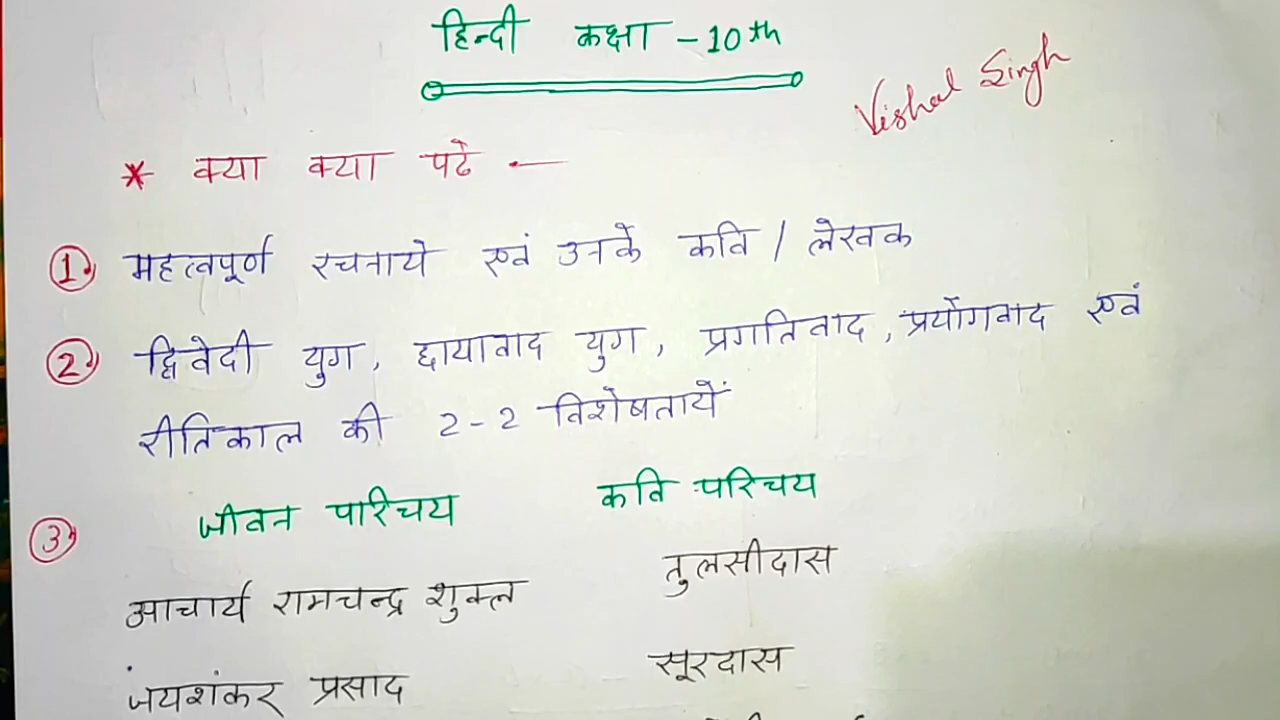 हिन्दी कक्षा - 10th
Vishal Singh
* क्या क्या पढे -
① महत्वपूर्ण रचनाये एवं उनके कवि / लेखक
② द्विवेदी युग, छायावाद युग, प्रगतिवाद, प्रयोगवाद एवं
रीतिकाल की 2-2 विशेषतायें
③ जीवन परिचय कवि परिचय
आचार्य रामचन्द्र शुक्ल तुलसीदास
जयशंकर प्रसाद सूरदास